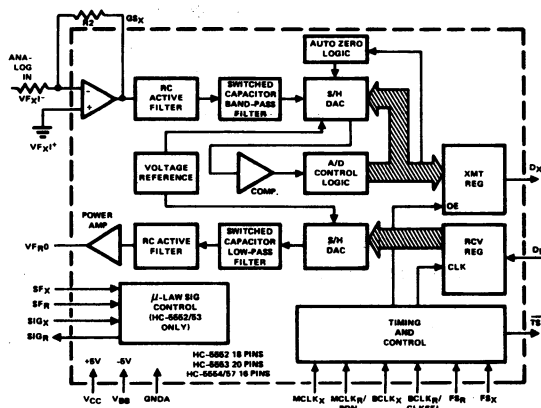 R2
GSX
ANA-
LOG
IN
VFXI-
VFXI+
RC
ACTIVE
FILTER
SWITCHED
CAPACITOR
BAND-PASS
FILTER
AUTO ZERO
LOGIC
S/H
DAC
VOLTAGE
REFERENCE
COMP.
A/D
CONTROL
LOGIC
XMT
REG
OE
DX
POWER
AMP
VFRO
RC ACTIVE
FILTER
SWITCHED
CAPACITOR
LOW-PASS
FILTER
S/H
DAC
RCV
REG
CLK
SFX
SFR
SIGX
SIGR
μ-LAW SIG
CONTROL
(HC-5552/53
ONLY)
TIMING
AND
CONTROL
HC-5552 18 PINS
HC-5553 20 PINS
HC-5554/57 16 PINS
+5V
-5V
VCC
VBB
GNDA
MCLKX
MCLKR/
BCLKX
BCLKR/
FSR
FSX